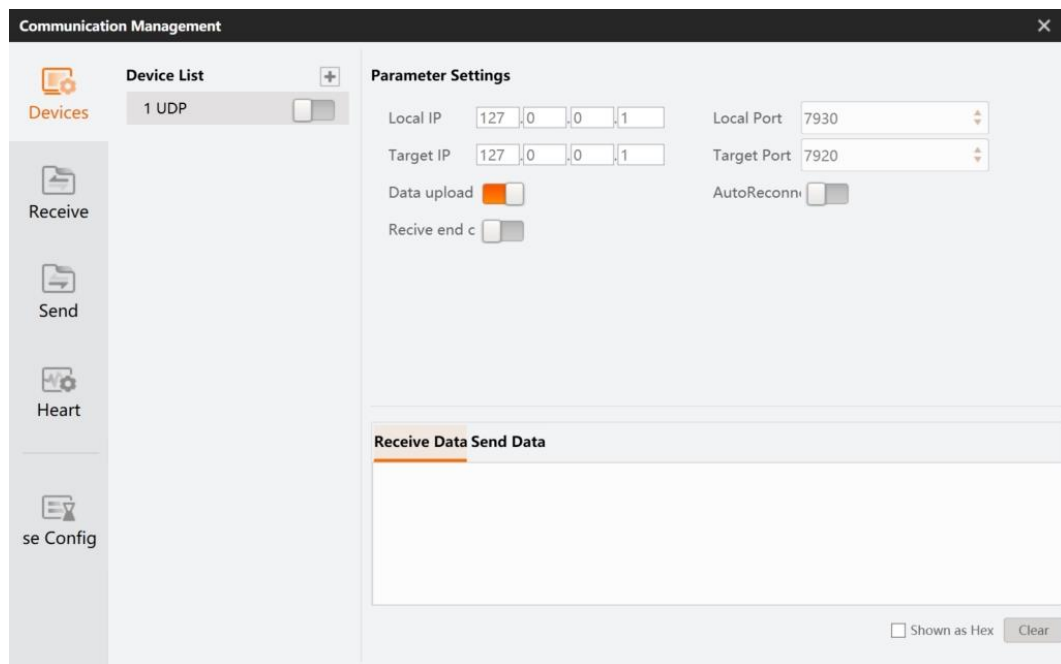 Communication Management
Devices
Receive
Send
Heart
se Config
Device List
1 UDP
Parameter Settings
Local IP 127.0.0.1 Local Port 7930
Target IP 127.0.0.1 Target Port 7920
Data upload AutoReconn
Recive end c
Receive Data Send Data
Shown as Hex Clear